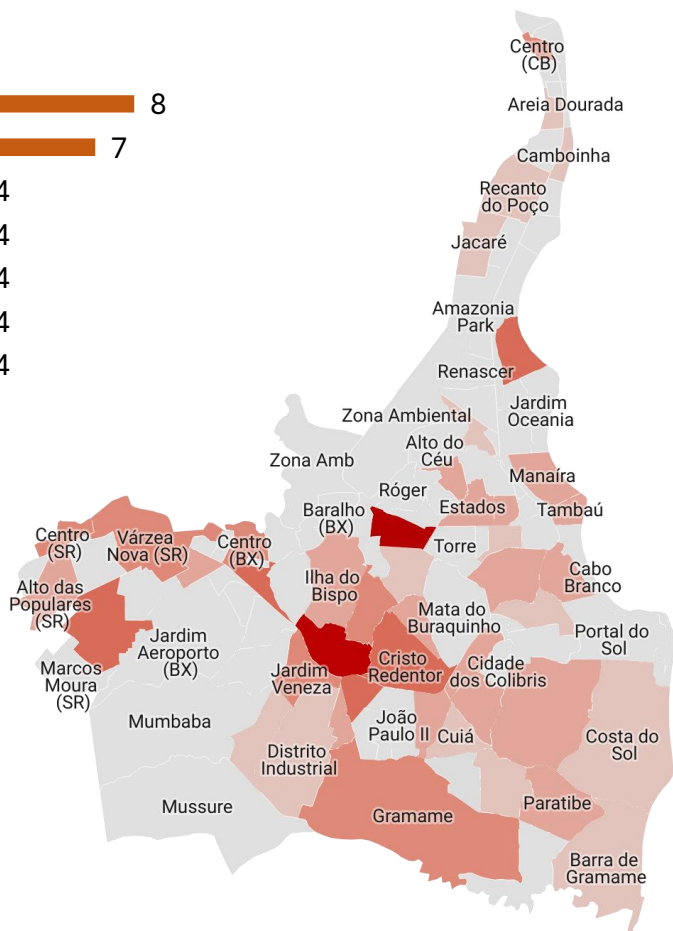 8
7
4
4
4
4
4
Centro
(CB)
Areia Dourada
Camboinha
Recanto
do Poço
Jacaré
Amazonia
Park
Renascer
Jardim
Oceania
Zona Ambiental
Alto do
Céu
Zona Amb
Manaíra
Róger
Estados
Tambaú
Baralho
(BX)
Torre
Centro
(SR)
Várzea
Nova (SR)
Centro
(BX)
Ilha do
Bispo
Cabo
Branco
Alto das
Populares
(SR)
Mata do
Buraquinho
Jardim
Aeroporto
(BX)
Portal do
Sol
Marcos
Moura
(SR)
Jardim
Veneza
Cristo
Redentor
Cidade
dos Colibris
Mumbaba
João
Paulo II
Cuiá
Costa do
Sol
Distrito
Industrial
Mussure
Gramame
Paratibe
Barra de
Gramame